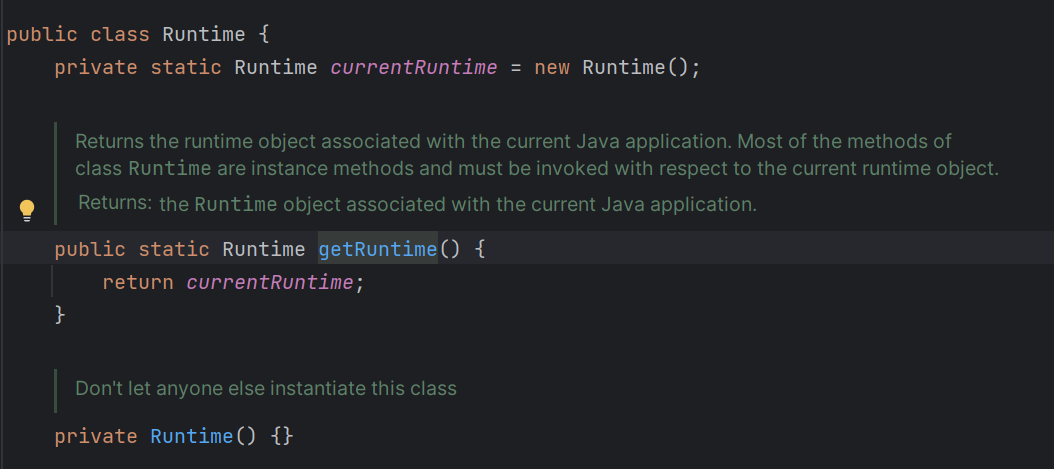 public class Runtime {
private static Runtime currentRuntime = new Runtime();
Returns the runtime object associated with the current Java application. Most of the methods of
class Runtime are instance methods and must be invoked with respect to the current runtime object.
Returns: the Runtime object associated with the current Java application.
public static Runtime getRuntime() {
return currentRuntime;
}
Don't let anyone else instantiate this class
private Runtime() {}